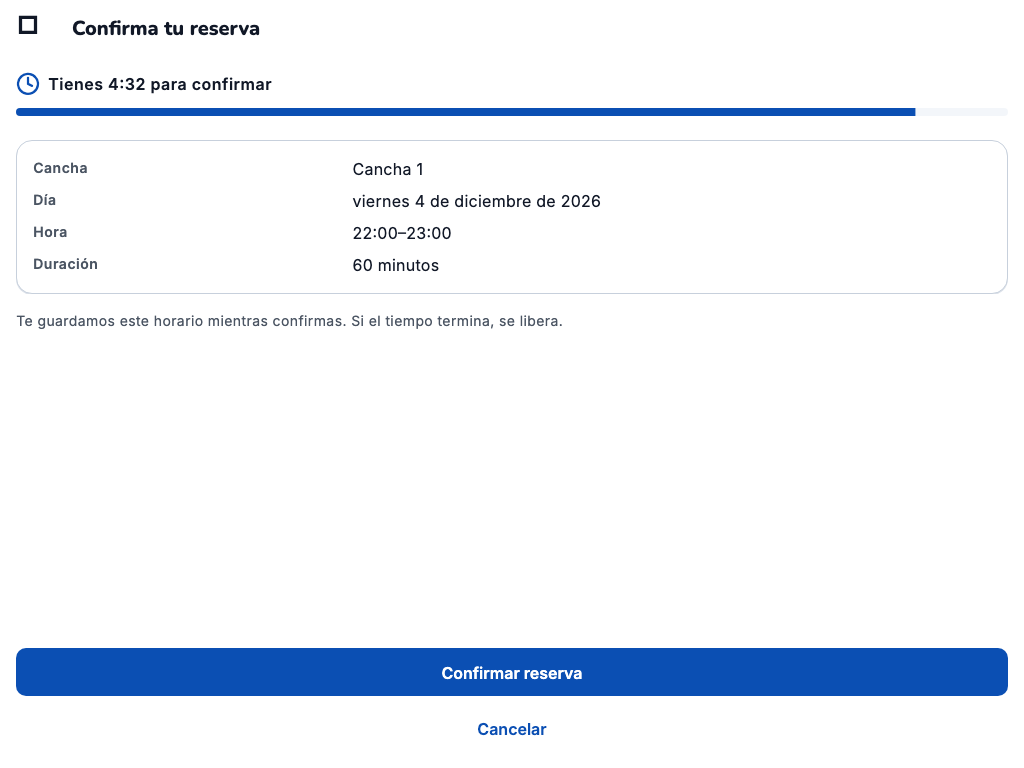 Confirma tu reserva
Tienes 4:32 para confirmar
Cancha Cancha 1
Día viernes 4 de diciembre de 2026
Hora 22:00–23:00
Duración 60 minutos
Te guardamos este horario mientras confirmas. Si el tiempo termina, se libera.
Confirmar reserva
Cancelar